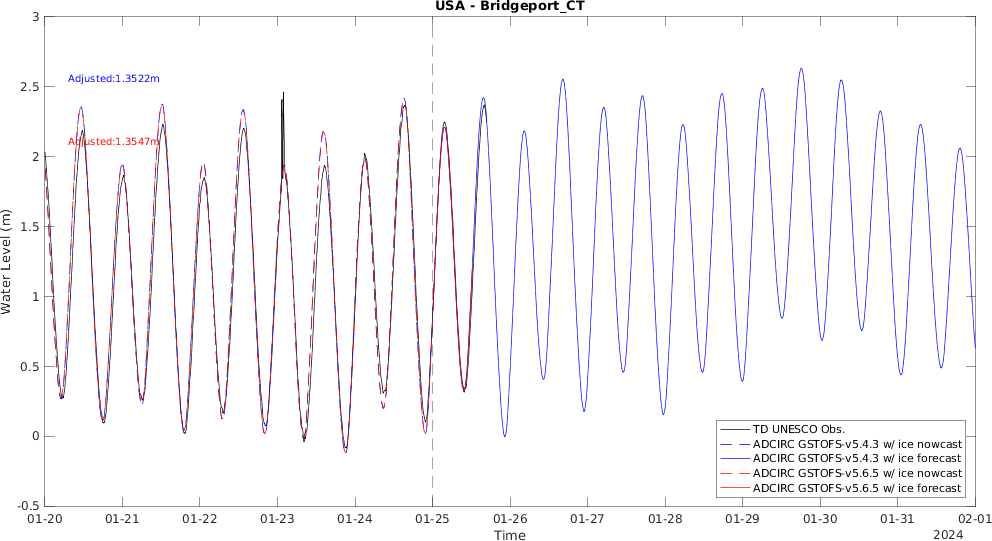 USA - Bridgeport_CT
Adjusted:1.3522m
Adjusted:1.3547m
Water Level (m)
3
2.5
2
1.5
1
0.5
0
-0.5
TD UNESCO Obs.
ADCIRC GSTOFS-v5.4.3 w/ ice nowcast
ADCIRC GSTOFS-v5.4.3 w/ ice forecast
ADCIRC GSTOFS-v5.6.5 w/ ice nowcast
ADCIRC GSTOFS-v5.6.5 w/ ice forecast
01-20 01-21 01-22 01-23 01-24 01-25 01-26 01-27 01-28 01-29 01-30 01-31 02-01
Time
2024